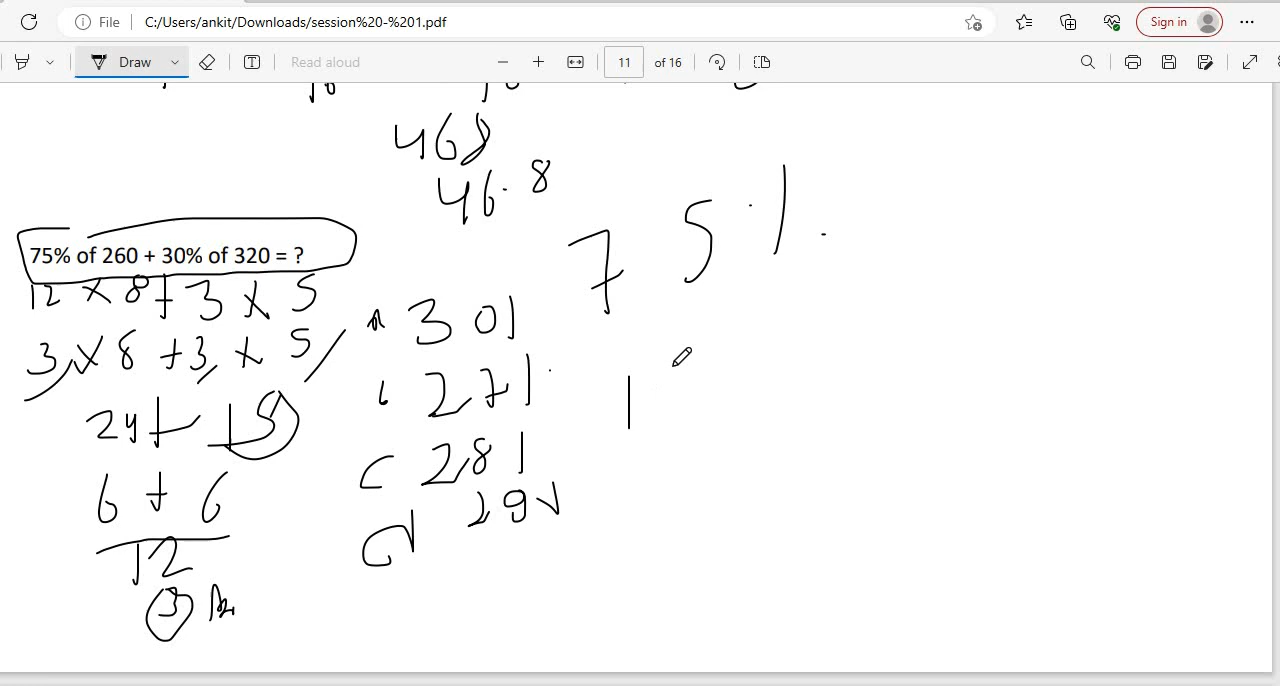 File C:/Users/ankit/Downloads/session%20-%201.pdf Sign in
Draw Read aloud 11 of 16
468
46.8
75% of 260 + 30% of 320 = ?
75%.
12 × 8 + 3 × 5
3 × 8 + 3 × 5
24 + 15
6 + 6
12
3
301
271
c 281
d 29
1